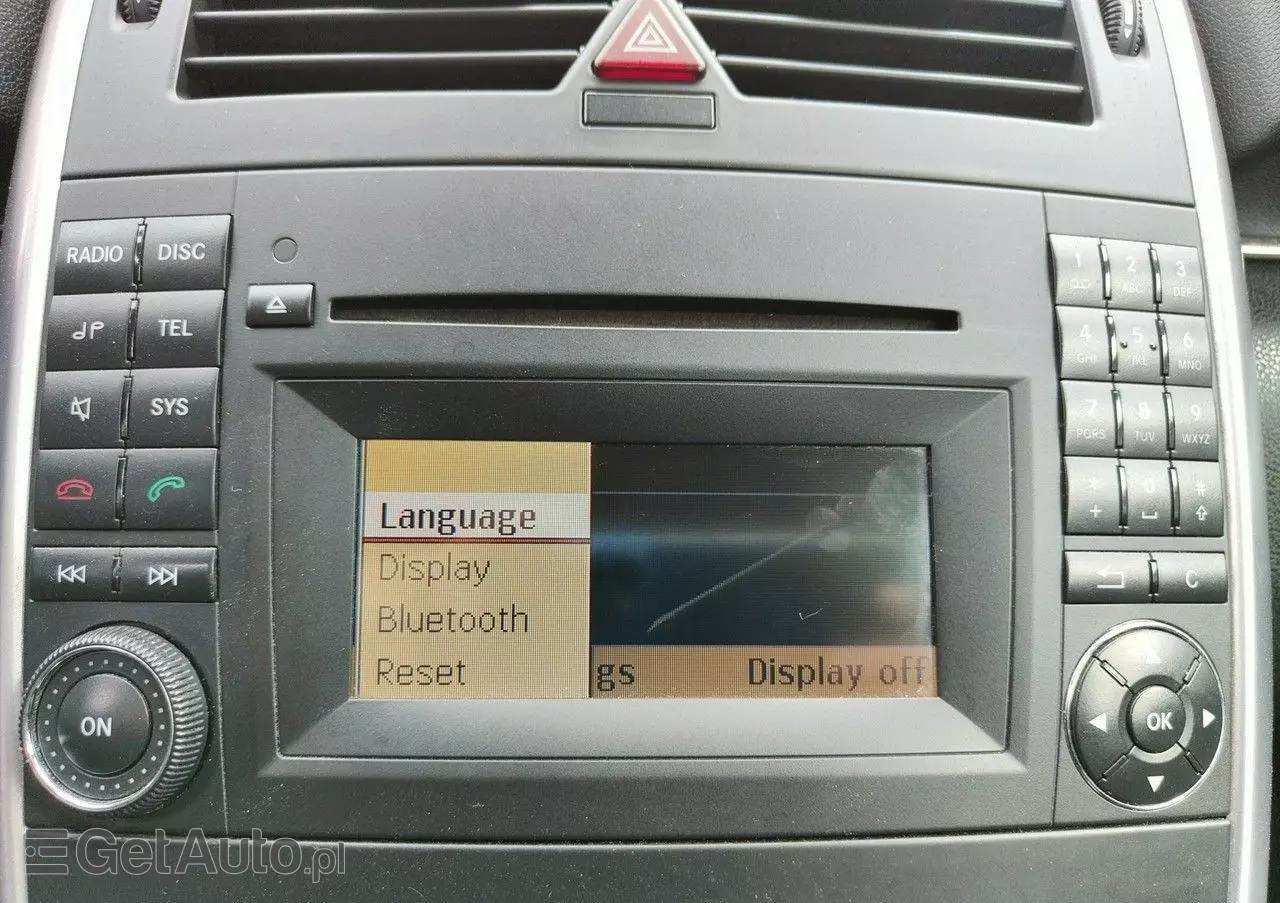 RADIO DISC
TEL
SYS
ON
Language
Display
Bluetooth
Reset
gs Display off
1 2 ABC 3 DEF
4 GHI 5 JKL 6 MNO
7 PQRS 8 TUV 9 WXYZ
* + 0 #
C
OK
GetAuto.pl